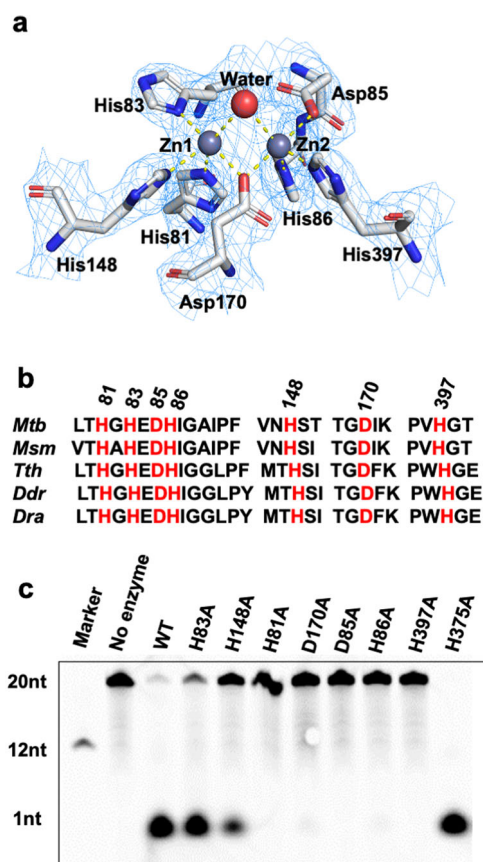 a
Water
His83
Asp85
Zn1
Zn2
His148
His81
His86
His397
Asp170
b
81 83 85 86 148 170 397
Mtb LTHGHEDHIGAIPF VNHST TGDIK PVHGT
Msm VTHAHEDHIGAIPF VNHSI TGDIK PVHGT
Tth LTHGHEDHIGGLPF MTHSI TGDFK PWHGE
Ddr LTHGHEDHIGGLPY MTHSI TGDFK PWHGE
Dra LTHGHEDHIGGLPY MTHSI TGDFK PWHGE
c
Marker No enzyme WT H83A H148A H81A D170A D85A H86A H397A H375A
20nt
12nt
1nt